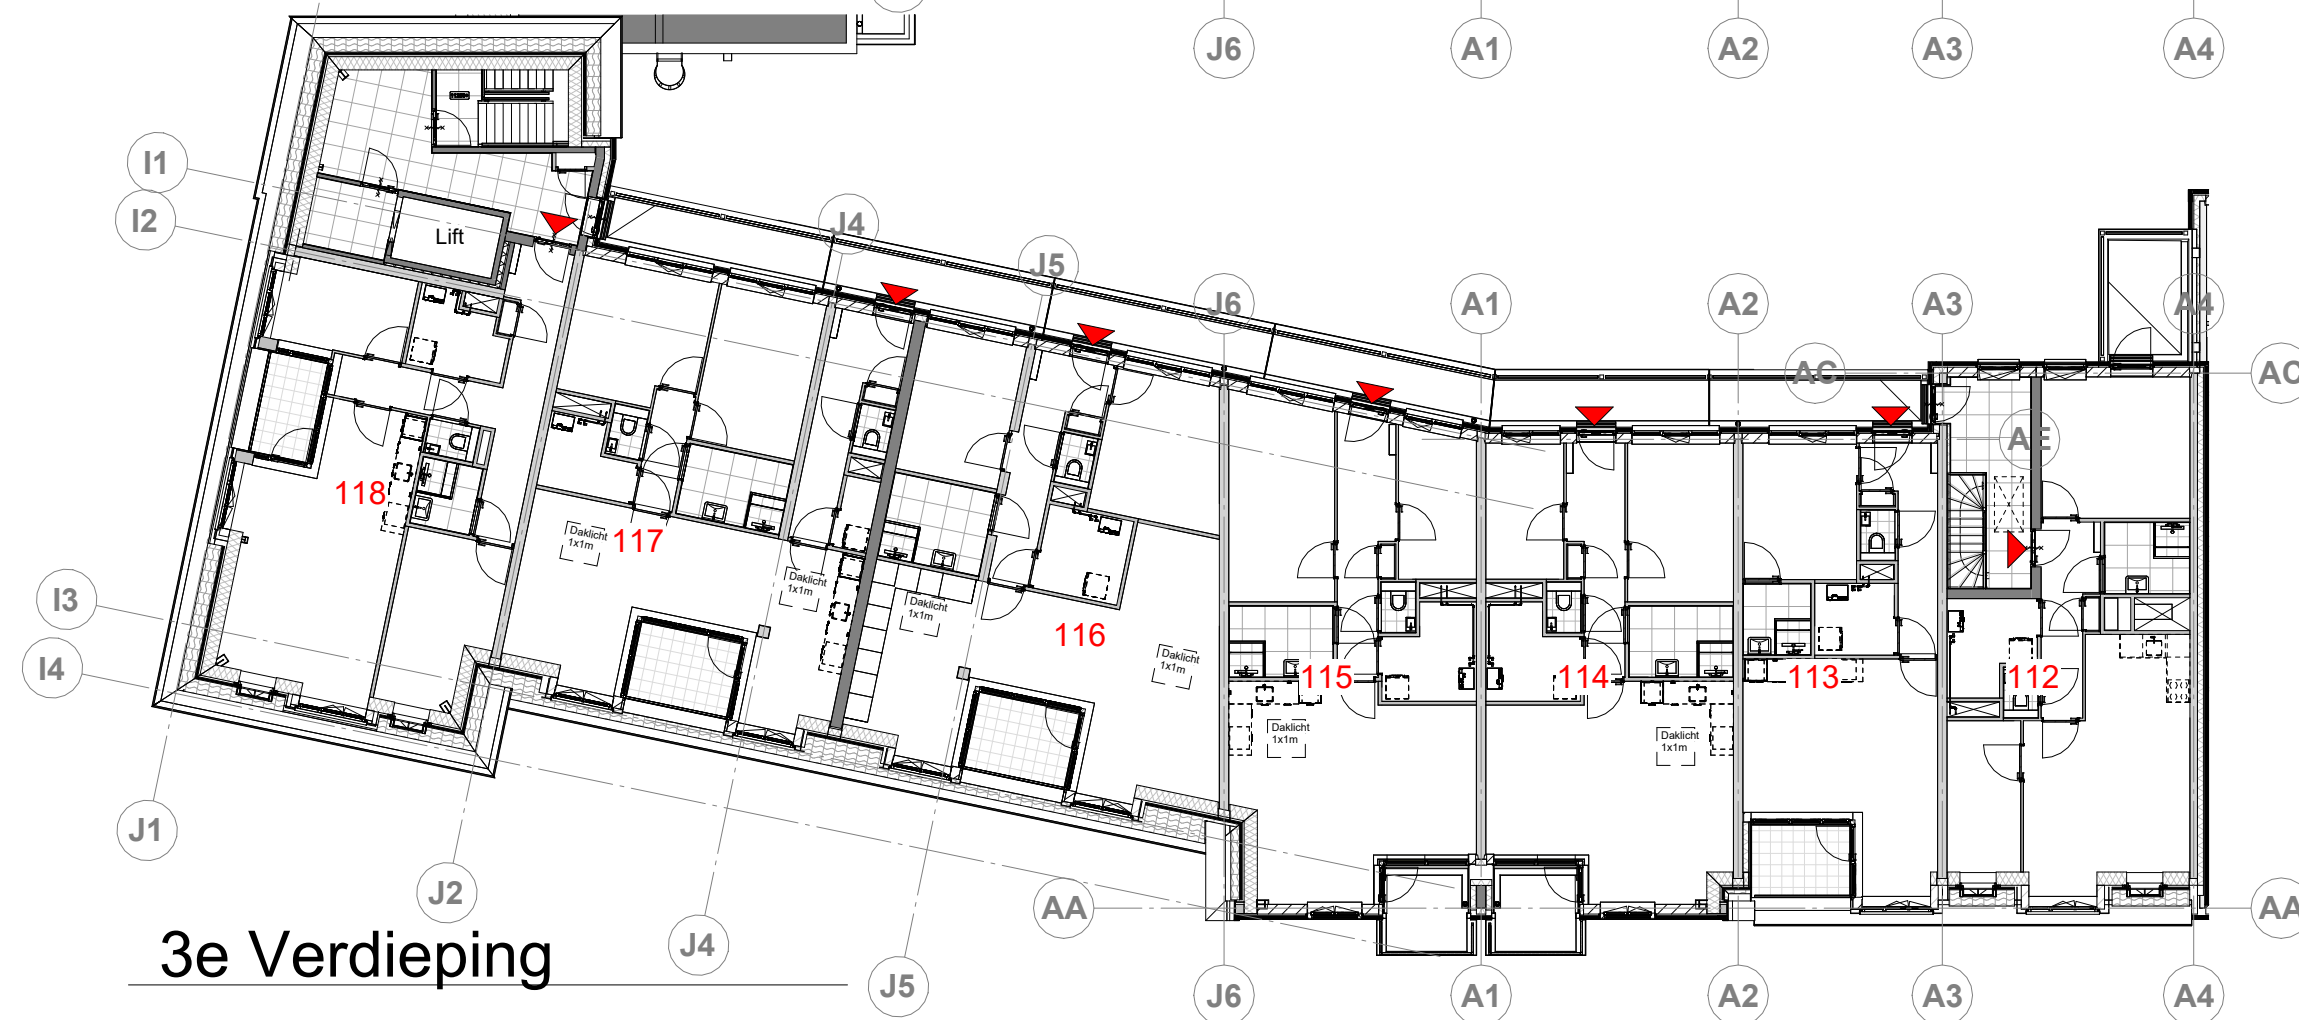 J6 A1 A2 A3 A4
I1
I2
Lift
J4
J5
J6 A1 A2 A3 A4
AC AC
AE
118
117
116
115
114
113
112
Daklicht
1x1m
Daklicht
1x1m
Daklicht
1x1m
Daklicht
1x1m
Daklicht
1x1m
Daklicht
1x1m
I3
I4
J1
J2
AA AA
J4
J5
J6 A1 A2 A3 A4
3e Verdieping